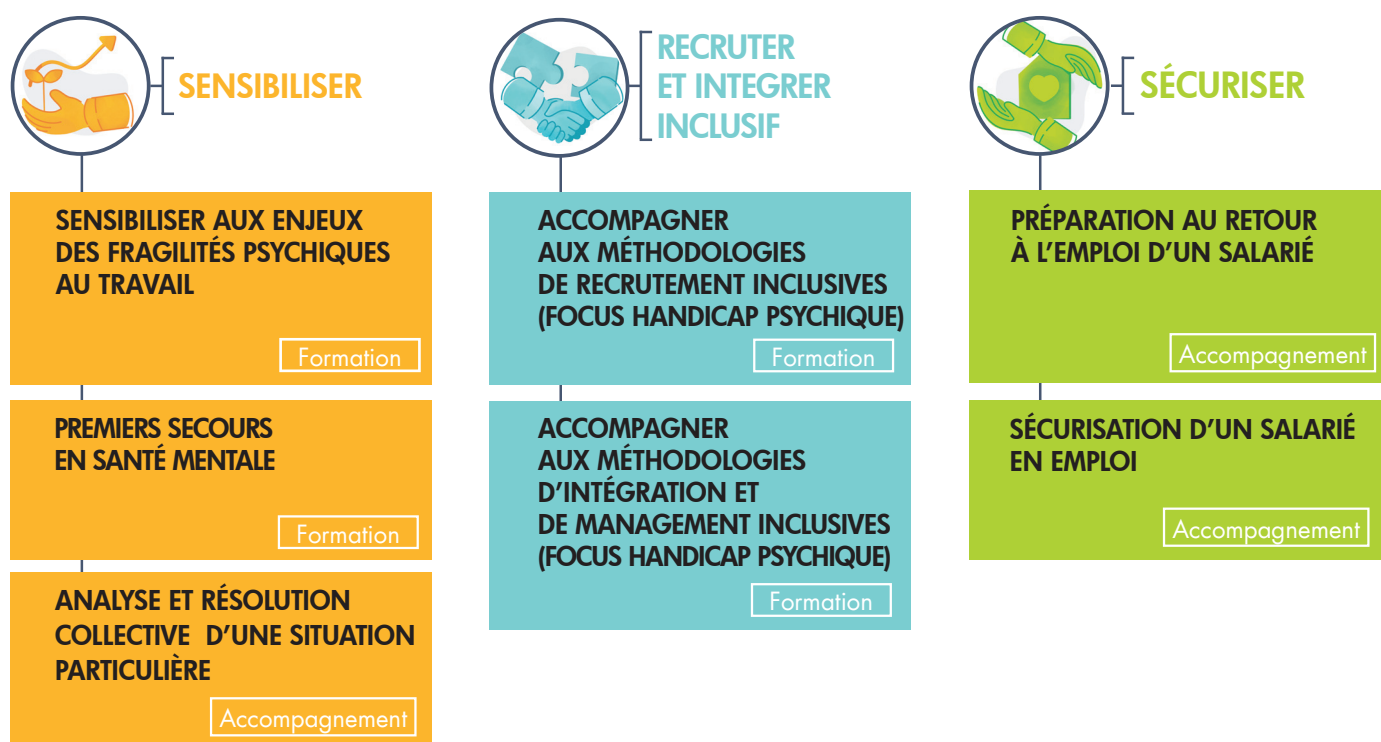 SENSIBILISER
SENSIBILISER AUX ENJEUX
DES FRAGILITÉS PSYCHIQUES
AU TRAVAIL
Formation
PREMIERS SECOURS
EN SANTÉ MENTALE
Formation
ANALYSE ET RÉSOLUTION
COLLECTIVE D’UNE SITUATION
PARTICULIÈRE
Accompagnement
RECRUTER
ET INTEGRER
INCLUSIF
ACCOMPAGNER
AUX MÉTHODOLOGIES
DE RECRUTEMENT INCLUSIVES
(FOCUS HANDICAP PSYCHIQUE)
Formation
ACCOMPAGNER
AUX MÉTHODOLOGIES
D’INTÉGRATION ET
DE MANAGEMENT INCLUSIVES
(FOCUS HANDICAP PSYCHIQUE)
Formation
SÉCURISER
PRÉPARATION AU RETOUR
À L’EMPLOI D’UN SALARIÉ
Accompagnement
SÉCURISATION D’UN SALARIÉ
EN EMPLOI
Accompagnement